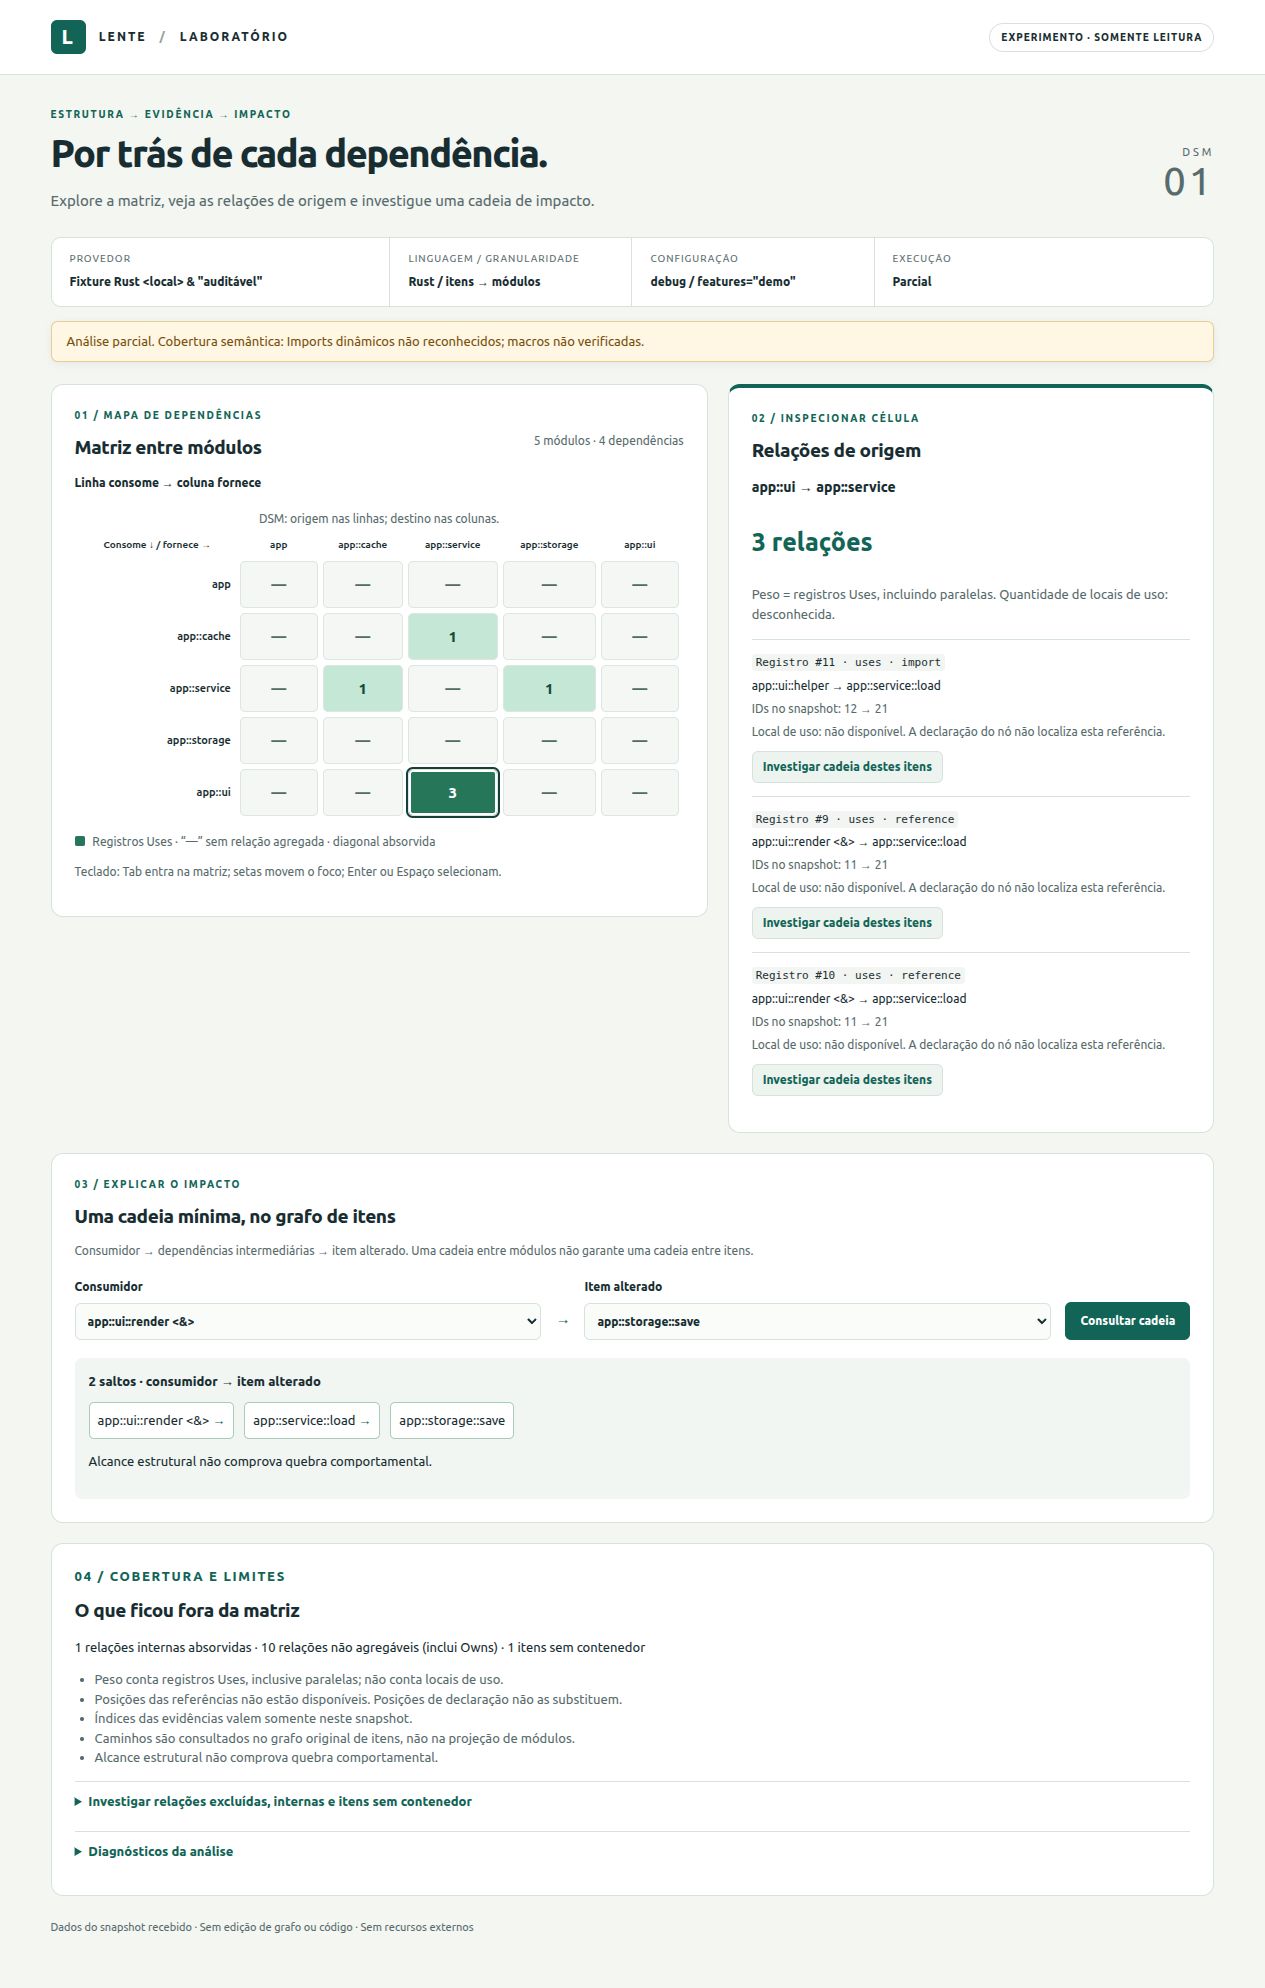 L LENTE / LABORATÓRIO
EXPERIMENTO · SOMENTE LEITURA
ESTRUTURA → EVIDÊNCIA → IMPACTO
Por trás de cada dependência.
Explore a matriz, veja as relações de origem e investigue uma cadeia de impacto.
DSM
01
PROVEDOR
Fixture Rust <local> & "auditável"
LINGUAGEM / GRANULARIDADE
Rust / itens → módulos
CONFIGURAÇÃO
debug / features="demo"
EXECUÇÃO
Parcial
Análise parcial. Cobertura semântica: Imports dinâmicos não reconhecidos; macros não verificadas.
01 / MAPA DE DEPENDÊNCIAS
Matriz entre módulos
5 módulos · 4 dependências
Linha consome → coluna fornece
DSM: origem nas linhas; destino nas colunas.
Consome ↓ / fornece → app app::cache app::service app::storage app::ui
app — — — — —
app::cache — — 1 — —
app::service — 1 — 1 —
app::storage — — — — —
app::ui — — 3 — —
Registros Uses · “—” sem relação agregada · diagonal absorvida
Teclado: Tab entra na matriz; setas movem o foco; Enter ou Espaço selecionam.
02 / INSPECIONAR CÉLULA
Relações de origem
app::ui → app::service
3 relações
Peso = registros Uses, incluindo paralelas. Quantidade de locais de uso:
desconhecida.
Registro #11 · uses · import
app::ui::helper → app::service::load
IDs no snapshot: 12 → 21
Local de uso: não disponível. A declaração do nó não localiza esta referência.
Investigar cadeia destes itens
Registro #9 · uses · reference
app::ui::render <&> → app::service::load
IDs no snapshot: 11 → 21
Local de uso: não disponível. A declaração do nó não localiza esta referência.
Investigar cadeia destes itens
Registro #10 · uses · reference
app::ui::render <&> → app::service::load
IDs no snapshot: 11 → 21
Local de uso: não disponível. A declaração do nó não localiza esta referência.
Investigar cadeia destes itens
03 / EXPLICAR O IMPACTO
Uma cadeia mínima, no grafo de itens
Consumidor → dependências intermediárias → item alterado. Uma cadeia entre módulos não garante uma cadeia entre itens.
Consumidor
app::ui::render <&>
→
Item alterado
app::storage::save
Consultar cadeia
2 saltos · consumidor → item alterado
app::ui::render <&> → app::service::load → app::storage::save
Alcance estrutural não comprova quebra comportamental.
04 / COBERTURA E LIMITES
O que ficou fora da matriz
1 relações internas absorvidas · 10 relações não agregáveis (inclui Owns) · 1 itens sem contenedor
• Peso conta registros Uses, inclusive paralelas; não conta locais de uso.
• Posições das referências não estão disponíveis. Posições de declaração não as substituem.
• Índices das evidências valem somente neste snapshot.
• Caminhos são consultados no grafo original de itens, não na projeção de módulos.
• Alcance estrutural não comprova quebra comportamental.
▶ Investigar relações excluídas, internas e itens sem contenedor
▶ Diagnósticos da análise
Dados do snapshot recebido · Sem edição de grafo ou código · Sem recursos externos